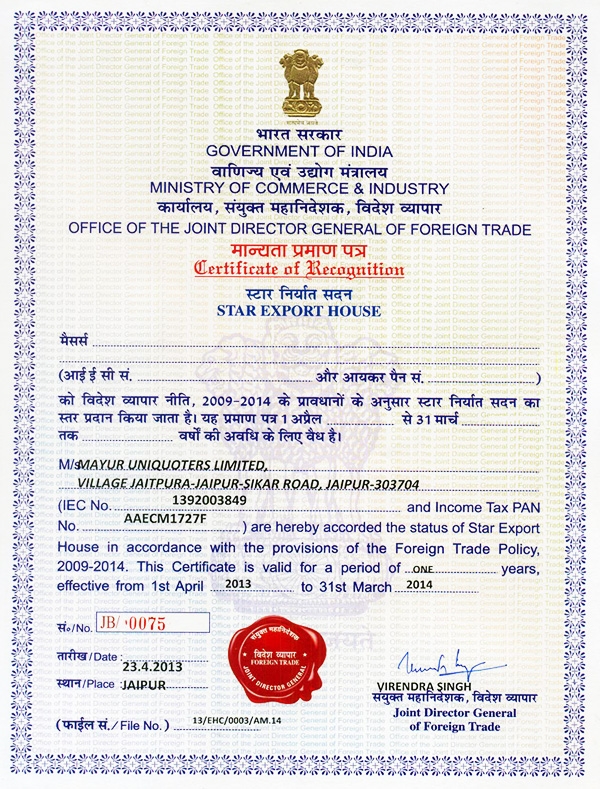 भारत सरकार
GOVERNMENT OF INDIA
वाणिज्य एवं उद्योग मंत्रालय
MINISTRY OF COMMERCE & INDUSTRY
कार्यालय, संयुक्त महानिदेशक, विदेश व्यापार
OFFICE OF THE JOINT DIRECTOR GENERAL OF FOREIGN TRADE
मान्यता प्रमाण पत्र
Certificate of Recognition
स्टार निर्यात सदन
STAR EXPORT HOUSE
मैसर्स
(आई ई सी सं. और आयकर पैन सं. )
को विदेश व्यापार नीति, 2009-2014 के प्रावधानों के अनुसार स्टार निर्यात सदन का
स्तर प्रदान किया जाता है। यह प्रमाण पत्र 1 अप्रैल से 31 मार्च
तक वर्षों की अवधि के लिए वैध है।
M/s MAYUR UNIQUOTERS LIMITED,
VILLAGE JAITPURA-JAIPUR-SIKAR ROAD, JAIPUR-303704
(IEC No. 1392003849 and Income Tax PAN
No. AAECM1727F ) are hereby accorded the status of Star Export
House in accordance with the provisions of the Foreign Trade Policy,
2009-2014. This Certificate is valid for a period of ONE years,
effective from 1st April 2013 to 31st March 2014
सं०/No. JB/ 0075
तारीख/Date : 23.4.2013
स्थान/Place : JAIPUR
(फाईल सं./File No.) 13/EHC/0003/AM.14
संयुक्त महानिदेशक
विदेश व्यापार
FOREIGN TRADE
JOINT DIRECTOR GENERAL
VIRENDRA SINGH
संयुक्त महानिदेशक, विदेश व्यापार
Joint Director General
of Foreign Trade